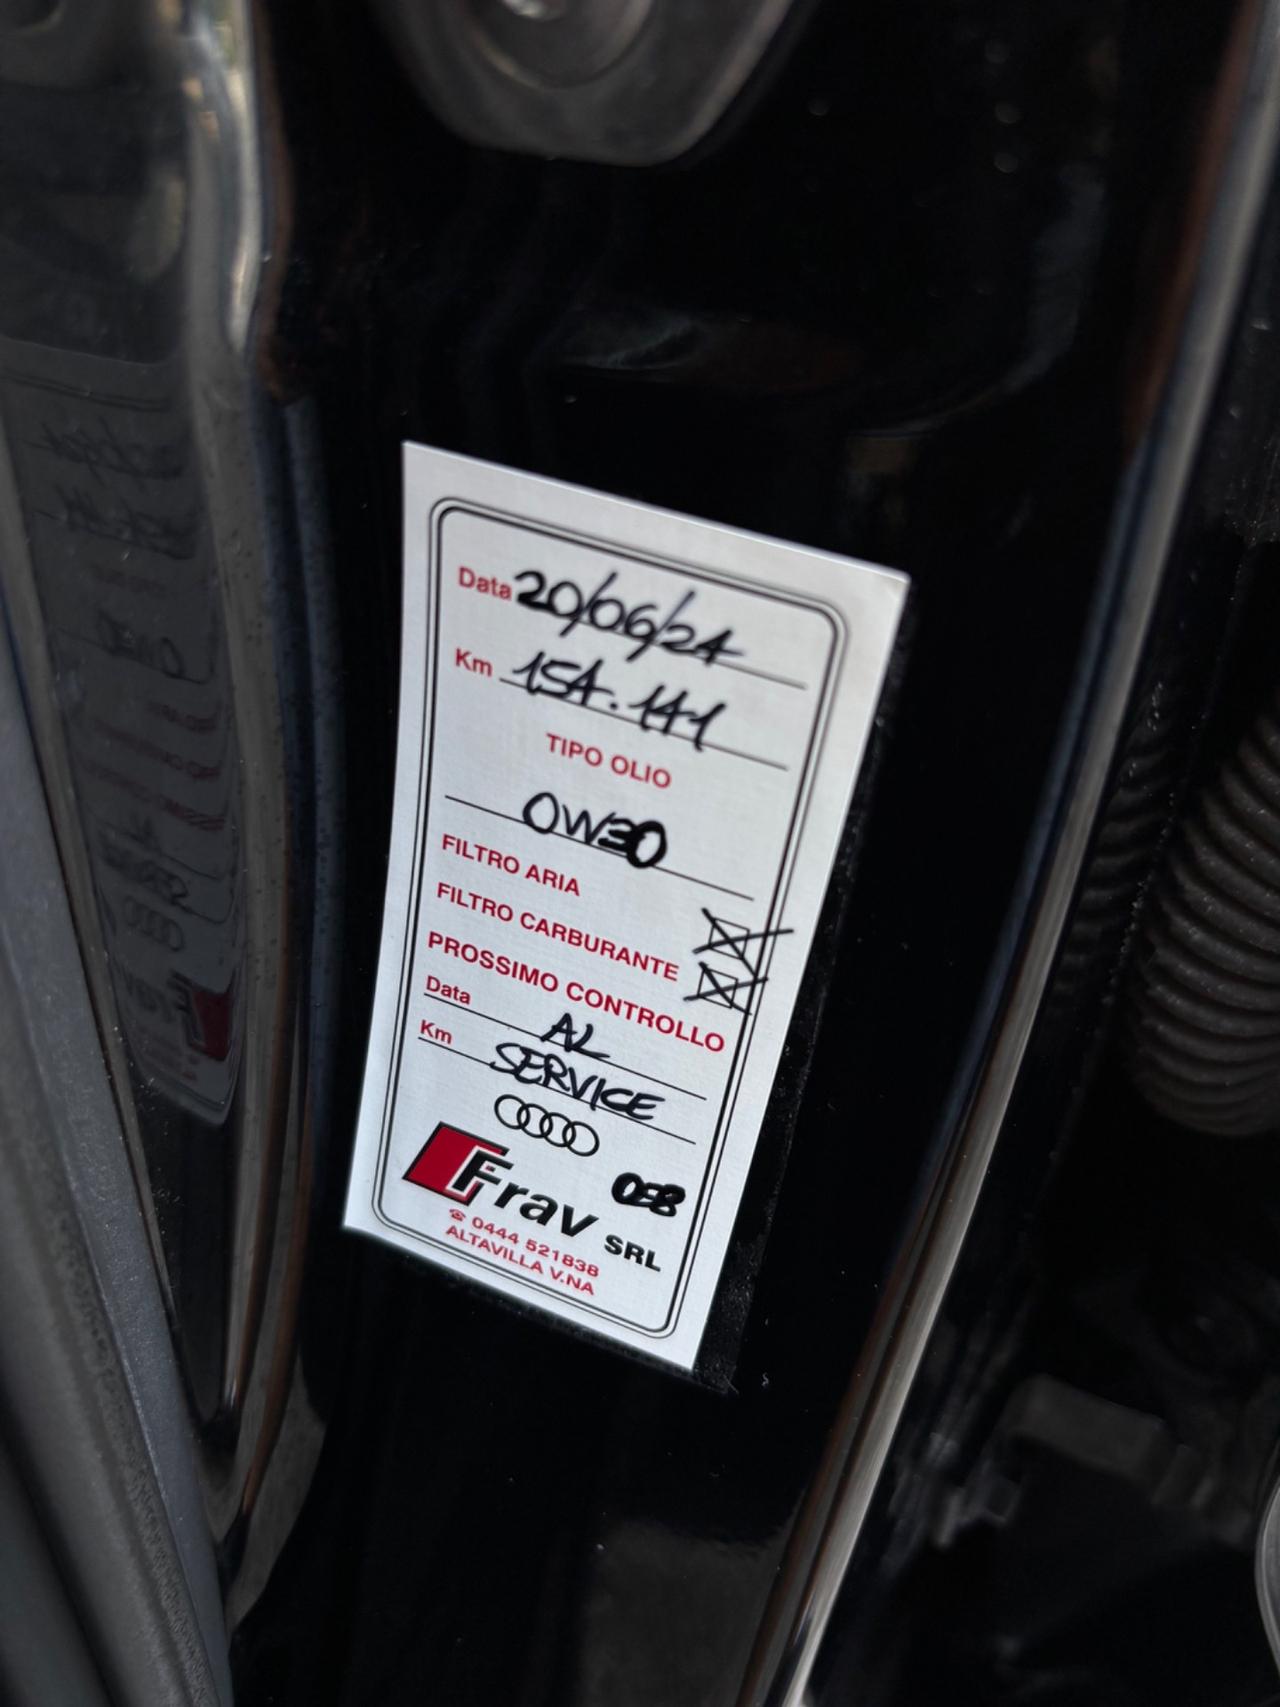 Data 20/06/24
Km 154.141
TIPO OLIO
0W30
FILTRO ARIA
FILTRO CARBURANTE
PROSSIMO CONTROLLO
Data AL
Km SERVICE
Frav SRL
☎ 0444 521838
ALTAVILLA V.NA